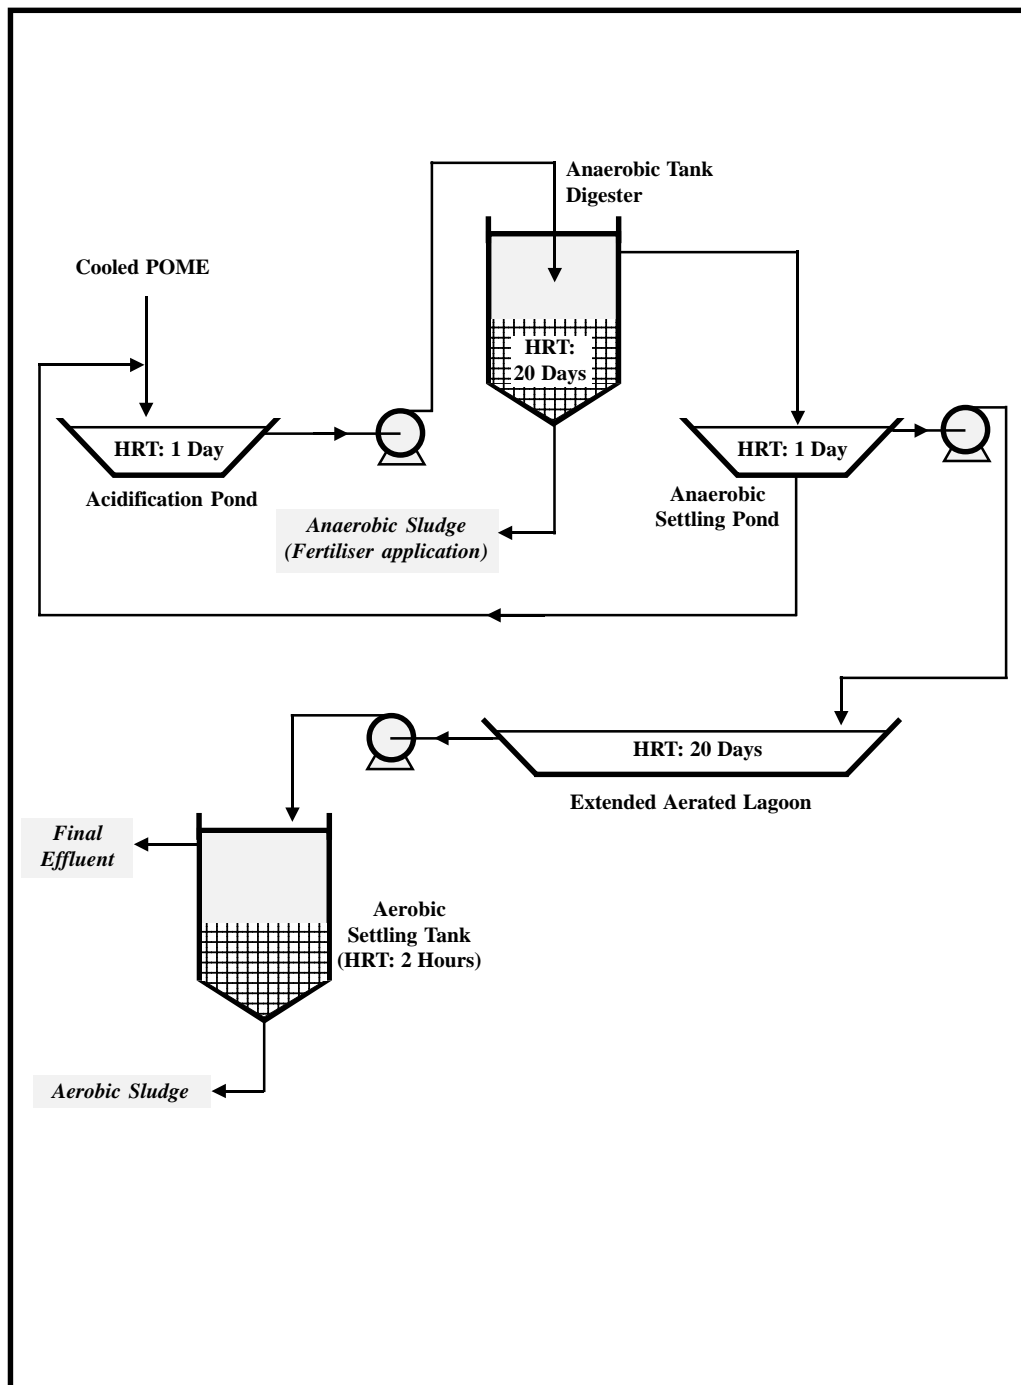 Anaerobic Tank
Digester
Cooled POME
HRT:
20 Days
HRT: 1 Day
Acidification Pond
HRT: 1 Day
Anaerobic
Settling Pond
Anaerobic Sludge
(Fertiliser application)
HRT: 20 Days
Extended Aerated Lagoon
Final
Effluent
Aerobic
Settling Tank
(HRT: 2 Hours)
Aerobic Sludge